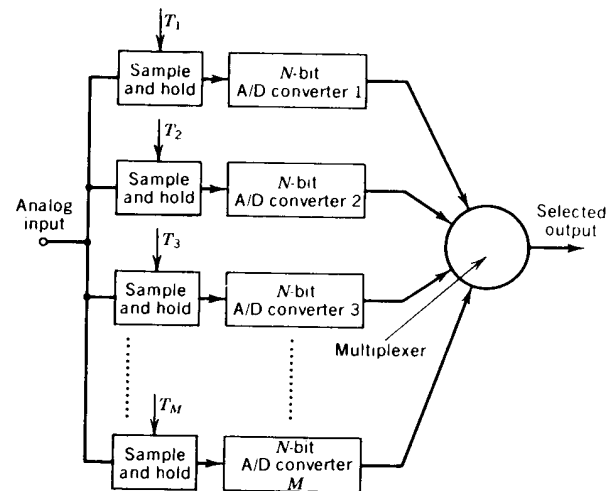 T1
Sample
and hold
N-bit
A/D converter 1
T2
Sample
and hold
N-bit
A/D converter 2
Analog
input
Selected
output
T3
Sample
and hold
N-bit
A/D converter 3
Multiplexer
TM
Sample
and hold
N-bit
A/D converter
M